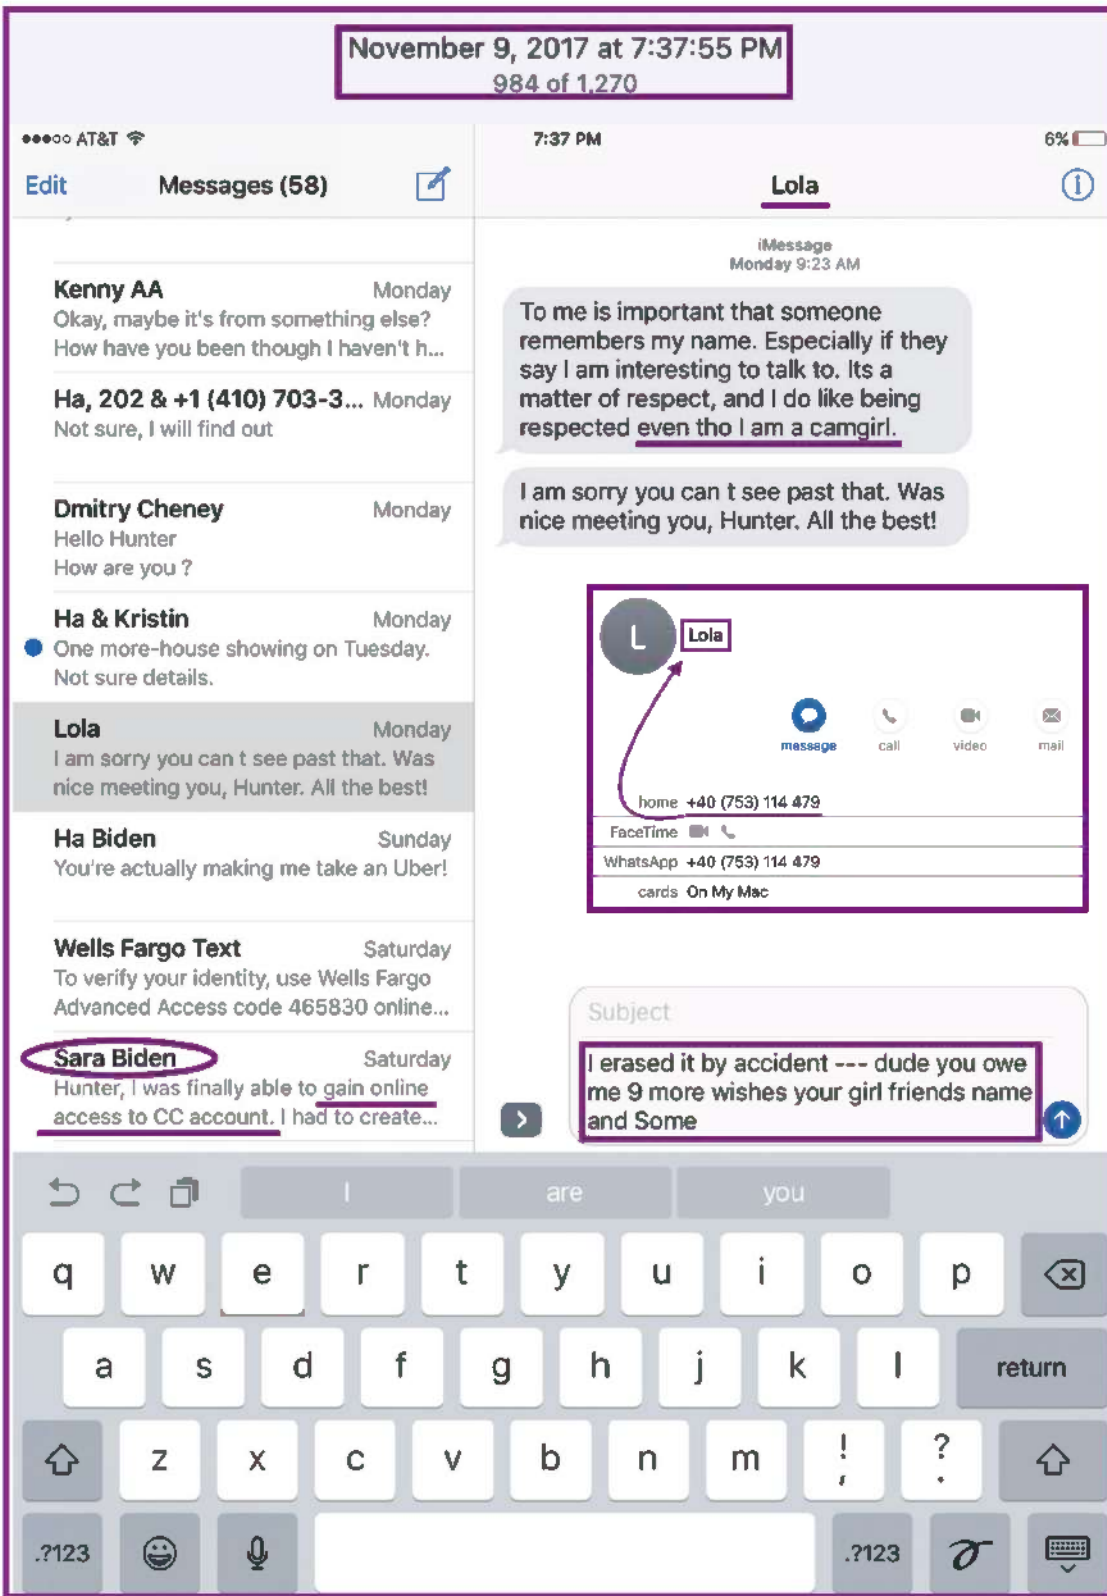 November 9, 2017 at 7:37:55 PM
984 of 1,270
AT&T
7:37 PM
6%
Edit
Messages (58)
Kenny AA Monday
Okay, maybe it's from something else?
How have you been though I haven't h...
Ha, 202 & +1 (410) 703-3... Monday
Not sure, I will find out
Dmitry Cheney Monday
Hello Hunter
How are you ?
Ha & Kristin Monday
One more-house showing on Tuesday.
Not sure details.
Lola Monday
I am sorry you can t see past that. Was
nice meeting you, Hunter. All the best!
Ha Biden Sunday
You're actually making me take an Uber!
Wells Fargo Text Saturday
To verify your identity, use Wells Fargo
Advanced Access code 465830 online...
Sara Biden Saturday
Hunter, I was finally able to gain online
access to CC account. I had to create...
Lola
iMessage
Monday 9:23 AM
To me is important that someone
remembers my name. Especially if they
say I am interesting to talk to. Its a
matter of respect, and I do like being
respected even tho I am a camgirl.
I am sorry you can t see past that. Was
nice meeting you, Hunter. All the best!
L
Lola
message call video mail
home +40 (753) 114 479
FaceTime
WhatsApp +40 (753) 114 479
cards On My Mac
Subject
I erased it by accident --- dude you owe
me 9 more wishes your girl friends name
and Some
I are you
q w e r t y u i o p
a s d f g h j k l return
z x c v b n m ! , ? .
.?123 .?123